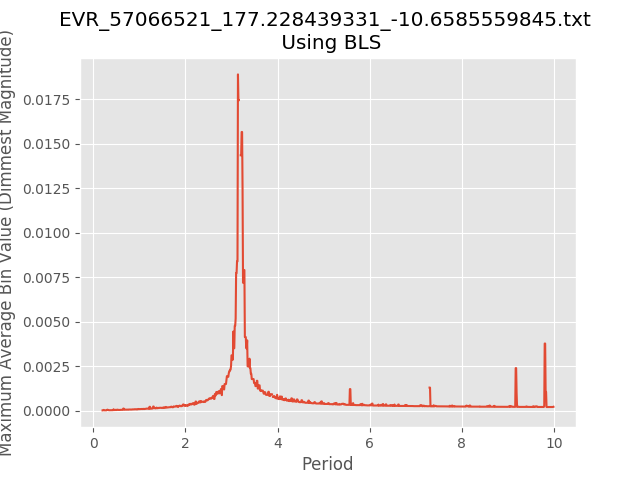 EVR_57066521_177.228439331_-10.6585559845.txt
Using BLS
Maximum Average Bin Value (Dimmest Magnitude)
0.0175
0.0150
0.0125
0.0100
0.0075
0.0050
0.0025
0.0000
0 2 4 6 8 10
Period